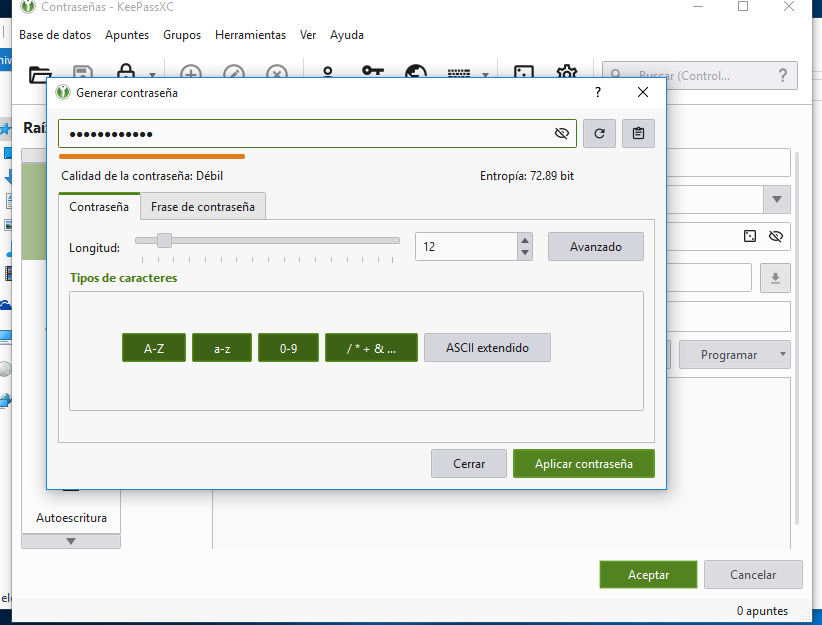 Contraseñas - KeePassXC
Base de datos Apuntes Grupos Herramientas Ver Ayuda
Buscar (Control... ?
Generar contraseña ?
Raí
●●●●●●●●●●●●
Calidad de la contraseña: Débil Entropía: 72.89 bit
Contraseña Frase de contraseña
Longitud: 12 Avanzado
Tipos de caracteres
A-Z a-z 0-9 / * + & ... ASCII extendido
Programar
Cerrar Aplicar contraseña
Autoescritura
Aceptar Cancelar
0 apuntes